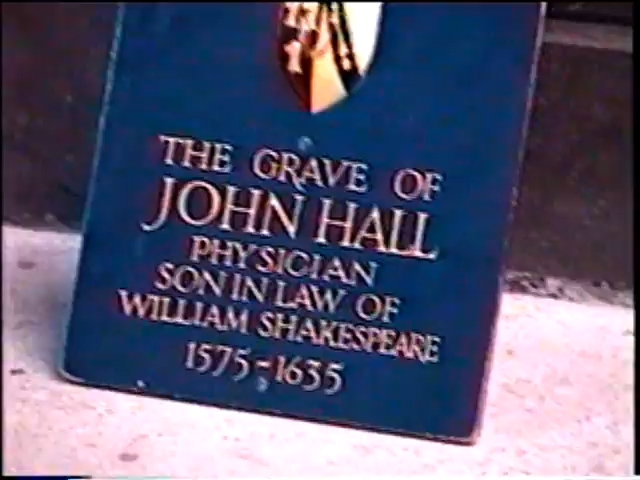 THE GRAVE OF
JOHN HALL
PHYSICIAN
SON IN LAW OF
WILLIAM SHAKESPEARE
1575-1635